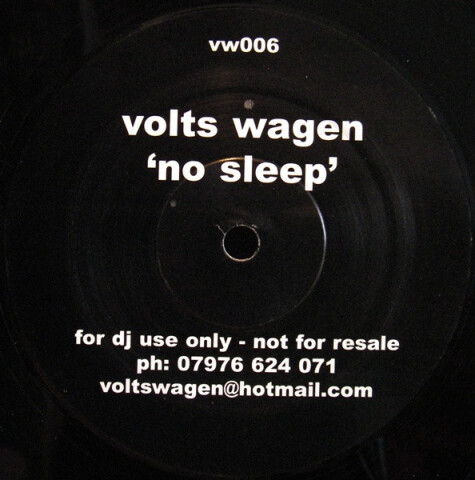 vw006
volts wagen
‘no sleep’
for dj use only - not for resale
ph: 07976 624 071
voltswagen@hotmail.com